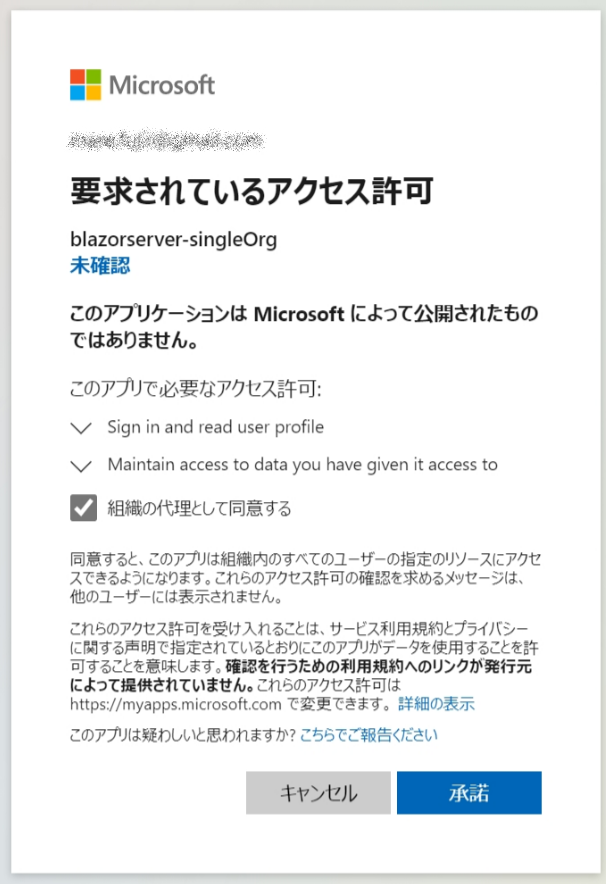 Microsoft
要求されているアクセス許可
blazorserver-singleOrg
未確認
このアプリケーションは Microsoft によって公開されたもの
ではありません。
このアプリで必要なアクセス許可:
Sign in and read user profile
Maintain access to data you have given it access to
組織の代理として同意する
同意すると、このアプリは組織内のすべてのユーザーの指定のリソースにアクセ
スできるようになります。これらのアクセス許可の確認を求めるメッセージは、
他のユーザーには表示されません。
これらのアクセス許可を受け入れることは、サービス利用規約とプライバシー
に関する声明で指定されているとおりにこのアプリがデータを使用することを許
可することを意味します。確認を行うための利用規約へのリンクが発行元
によって提供されていません。これらのアクセス許可は
https://myapps.microsoft.com で変更できます。 詳細の表示
このアプリは疑わしいと思われますか? こちらでご報告ください
キャンセル 承諾